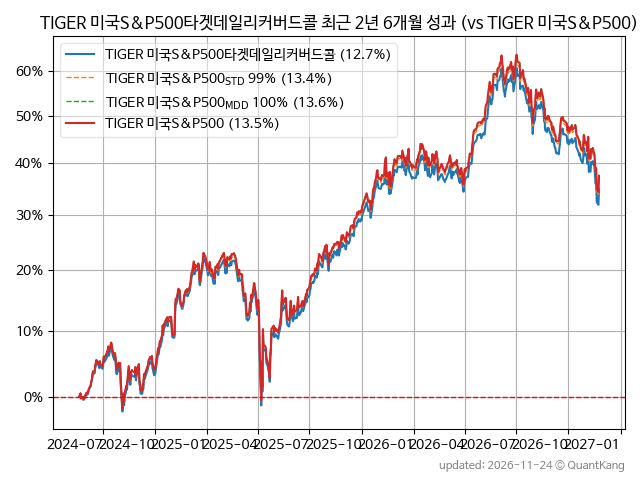 TIGER 미국S&P500타겟데일리커버드콜 최근 2년 6개월 성과 (vs TIGER 미국S&P500)
TIGER 미국S&P500타겟데일리커버드콜 (12.7%)
TIGER 미국S&P500STD 99% (13.4%)
TIGER 미국S&P500MDD 100% (13.6%)
TIGER 미국S&P500 (13.5%)
60%
50%
40%
30%
20%
10%
0%
2024-07 2024-10 2025-01 2025-04 2025-07 2025-10 2026-01 2026-04 2026-07 2026-10 2027-01
updated: 2026-11-24 © QuantKang